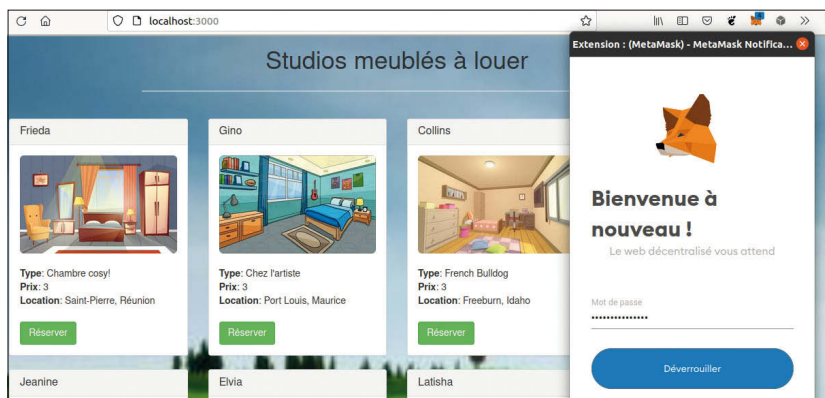 localhost:3000
Extension : (MetaMask) - MetaMask Notifica...
Studios meublés à louer
Frieda
Type: Chambre cosy!
Prix: 3
Location: Saint-Pierre, Réunion
Réserver
Gino
Type: Chez l'artiste
Prix: 3
Location: Port Louis, Maurice
Réserver
Collins
Type: French Bulldog
Prix: 3
Location: Freeburn, Idaho
Réserver
Jeanine
Elvia
Latisha
Bienvenue à
nouveau !
Le web décentralisé vous attend
Mot de passe
•••••••••••••••
Déverrouiller